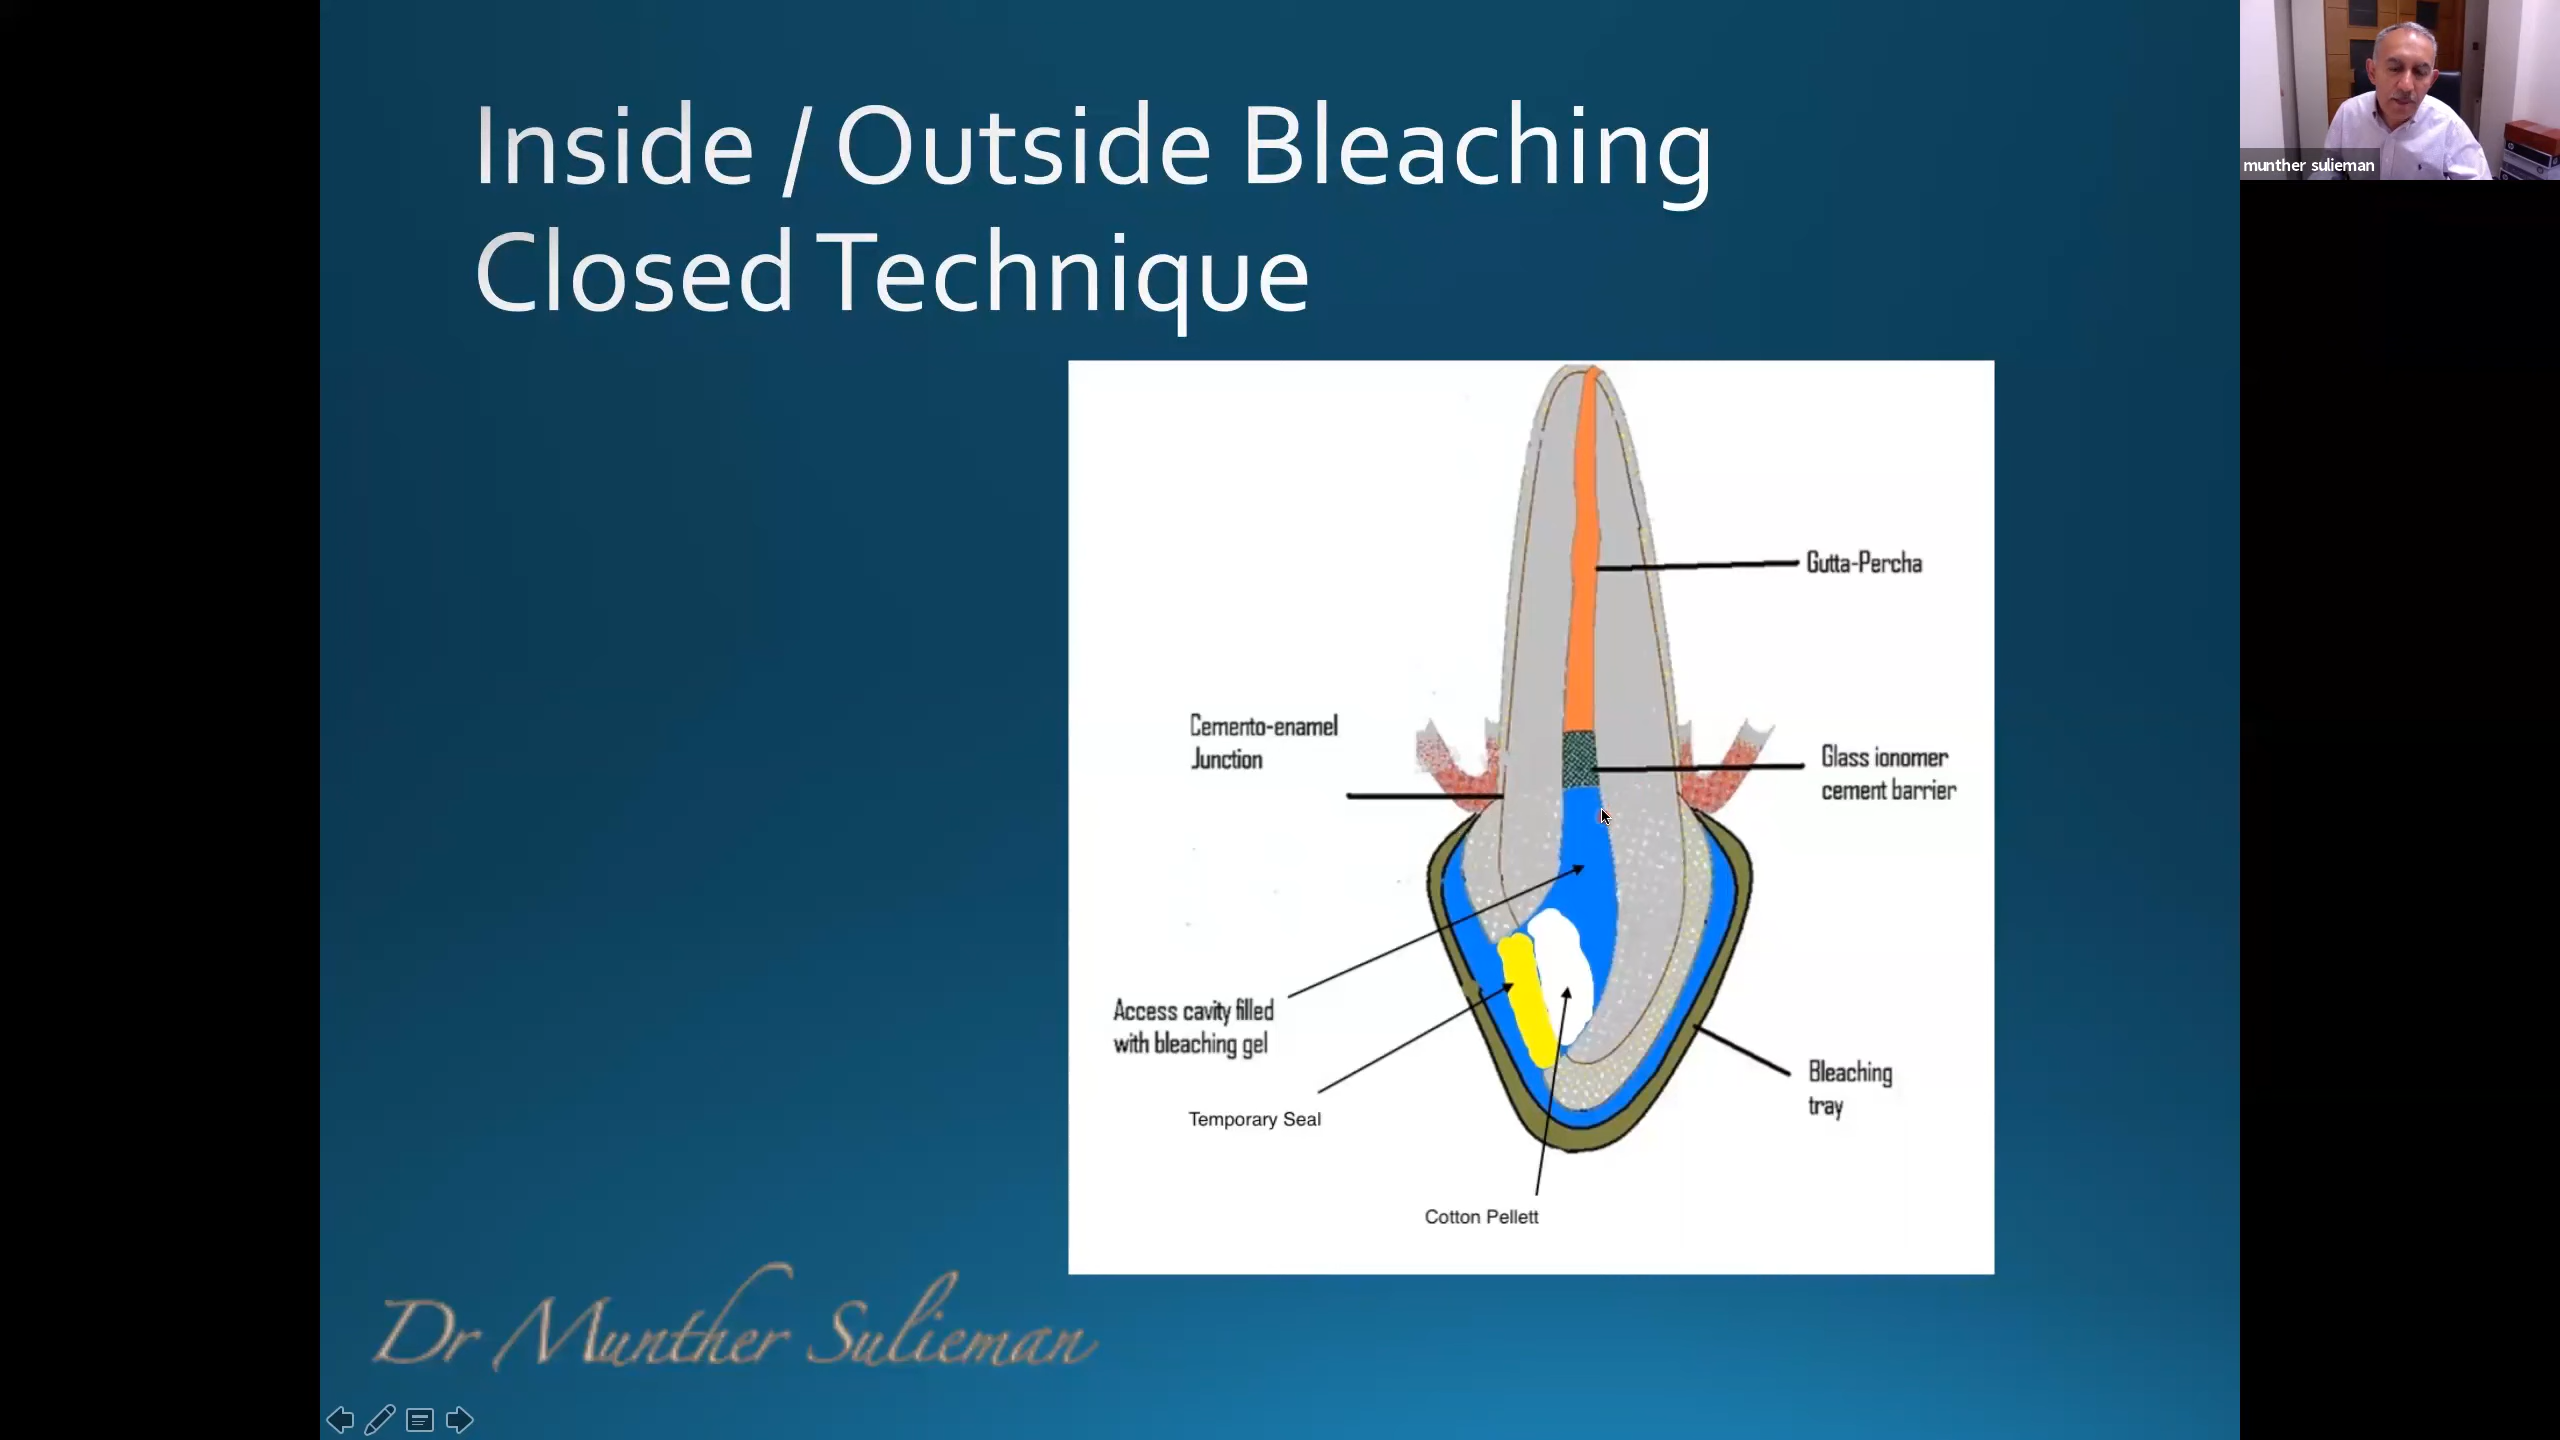 Inside / Outside Bleaching
Closed Technique
munther sulieman
Gutta-Percha
Cemento-enamel
Junction
Glass ionomer
cement barrier
Access cavity filled
with bleaching gel
Bleaching
tray
Temporary Seal
Cotton Pellett
Dr Munther Sulieman